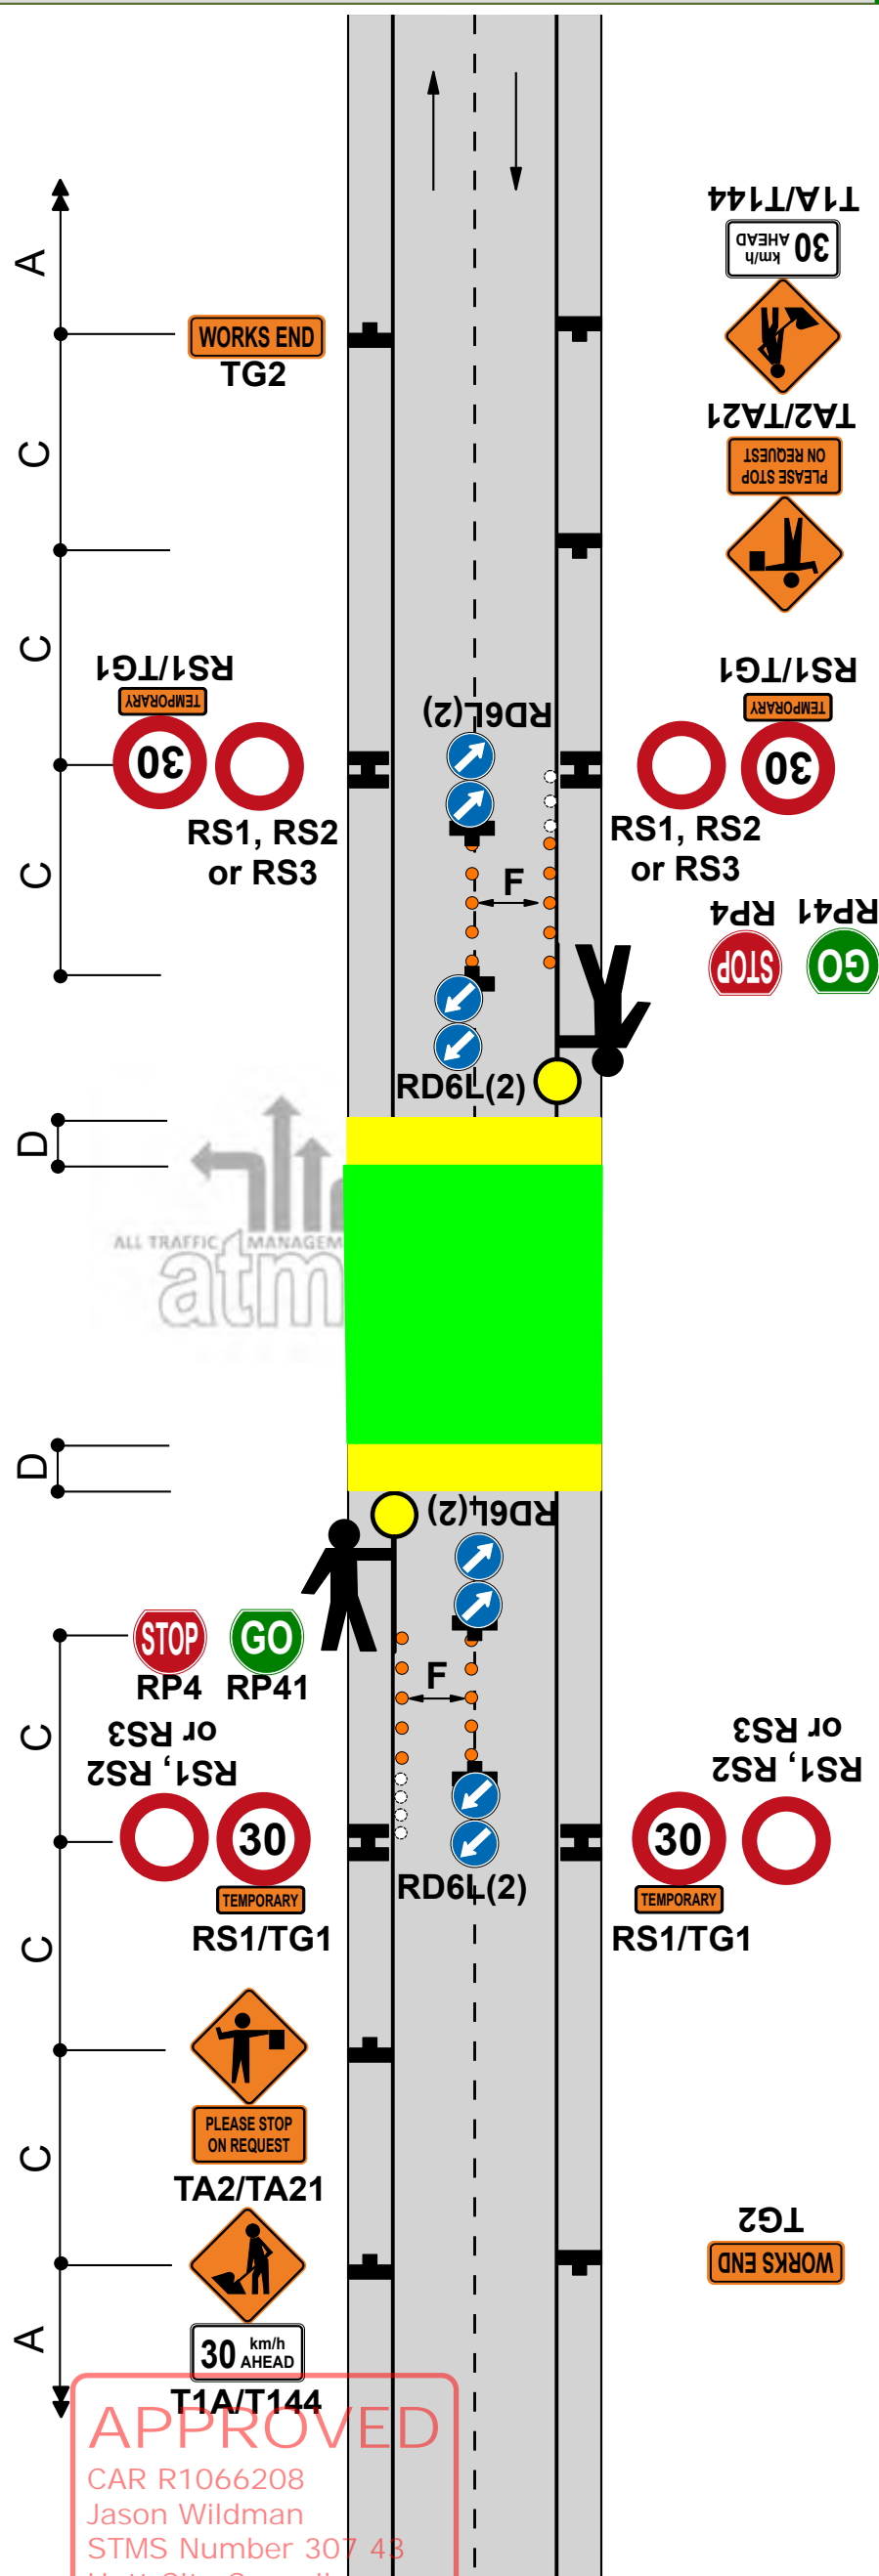 T1A/T144
30 km/h AHEAD
A
WORKS END
TG2
TA2/TA21
PLEASE STOP
ON REQUEST
C
C
RS1/TG1
TEMPORARY
30
RS1, RS2
or RS3
RD6L(2)
RS1/TG1
TEMPORARY
30
RS1, RS2
or RS3
C
F
RP4 RP41
STOP GO
RD6L(2)
D
ALL TRAFFIC MANAGEM
atm
D
RD6L(2)
STOP GO
RP4 RP41
F
C
RS1, RS2
or RS3
30
TEMPORARY
RS1/TG1
RD6L(2)
RS1, RS2
or RS3
30
TEMPORARY
RS1/TG1
C
PLEASE STOP
ON REQUEST
TA2/TA21
C
TG2
WORKS END
30 km/h AHEAD
T1A/T144
A
APPROVED
CAR R1066208
Jason Wildman
STMS Number 307 43